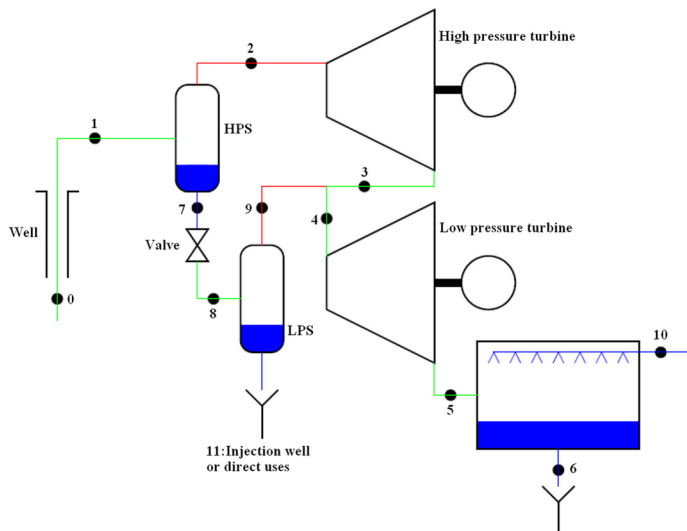 2
High pressure turbine
1
HPS
3
7
9
4
Well
Valve
Low pressure turbine
0
8
LPS
10
5
11:Injection well
or direct uses
6